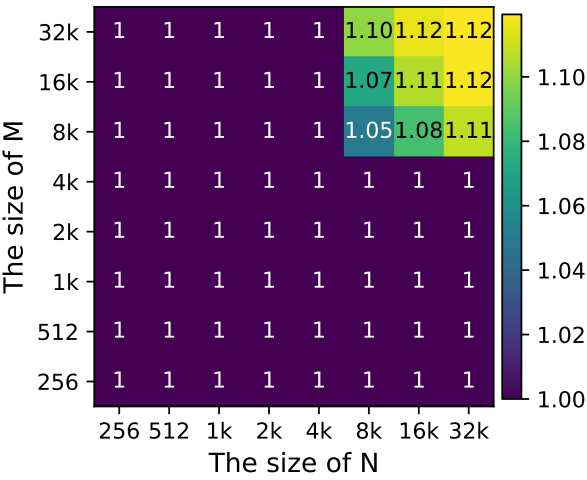 The size of M
32k 1 1 1 1 1 1.10 1.12 1.12
16k 1 1 1 1 1 1.07 1.11 1.12
8k 1 1 1 1 1 1.05 1.08 1.11
4k 1 1 1 1 1 1 1 1
2k 1 1 1 1 1 1 1 1
1k 1 1 1 1 1 1 1 1
512 1 1 1 1 1 1 1 1
256 1 1 1 1 1 1 1 1
256 512 1k 2k 4k 8k 16k 32k
The size of N
1.10
1.08
1.06
1.04
1.02
1.00